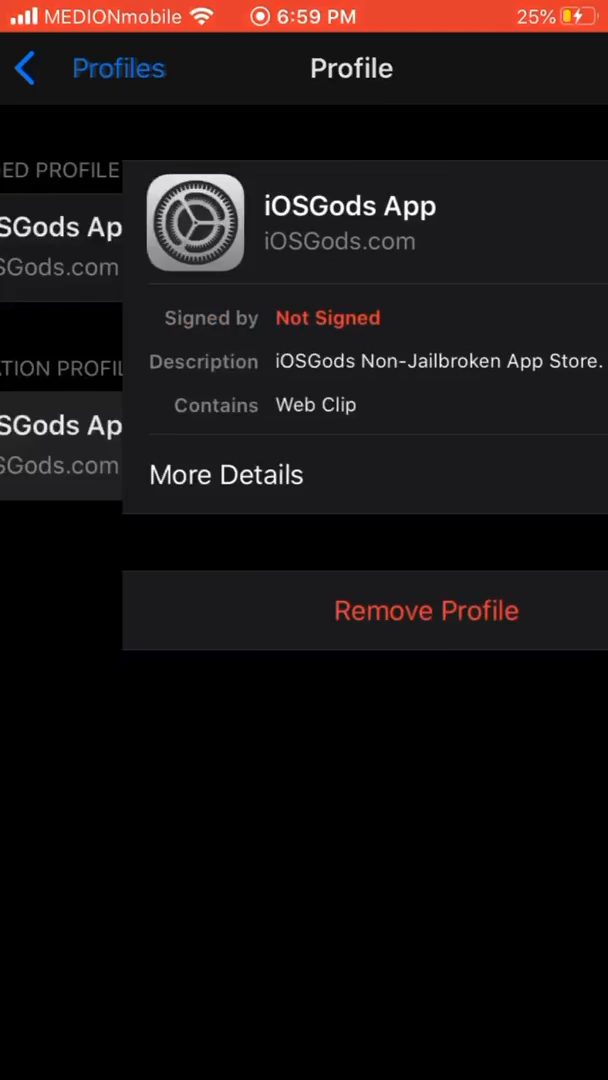 MEDIONmobile 6:59 PM 25%
Profiles Profile
ED PROFILE
SGods Ap
SGods.com
iOSGods App
iOSGods.com
Signed by Not Signed
Description iOSGods Non-Jailbroken App Store.
Contains Web Clip
TION PROFIL
SGods Ap
SGods.com
More Details
Remove Profile